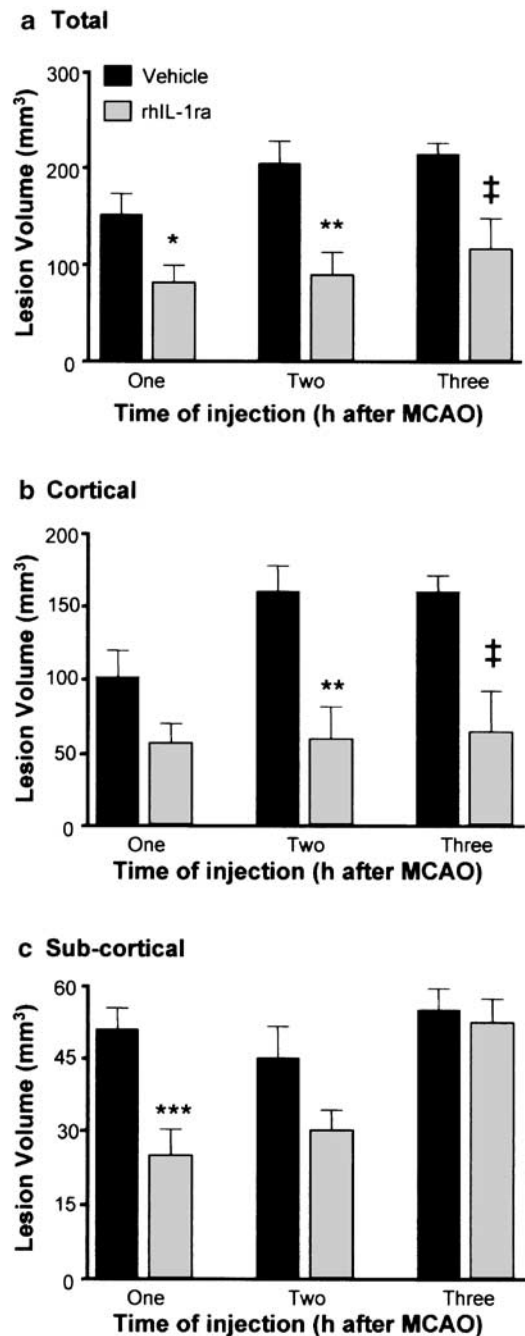 a Total
300
200
100
0
Lesion Volume (mm³)
Vehicle
rhIL-1ra
*
**
‡
One Two Three
Time of injection (h after MCAO)
b Cortical
200
150
100
50
0
Lesion Volume (mm³)
**
‡
One Two Three
Time of injection (h after MCAO)
c Sub-cortical
60
45
30
15
0
Lesion Volume (mm³)
***
One Two Three
Time of injection (h after MCAO)